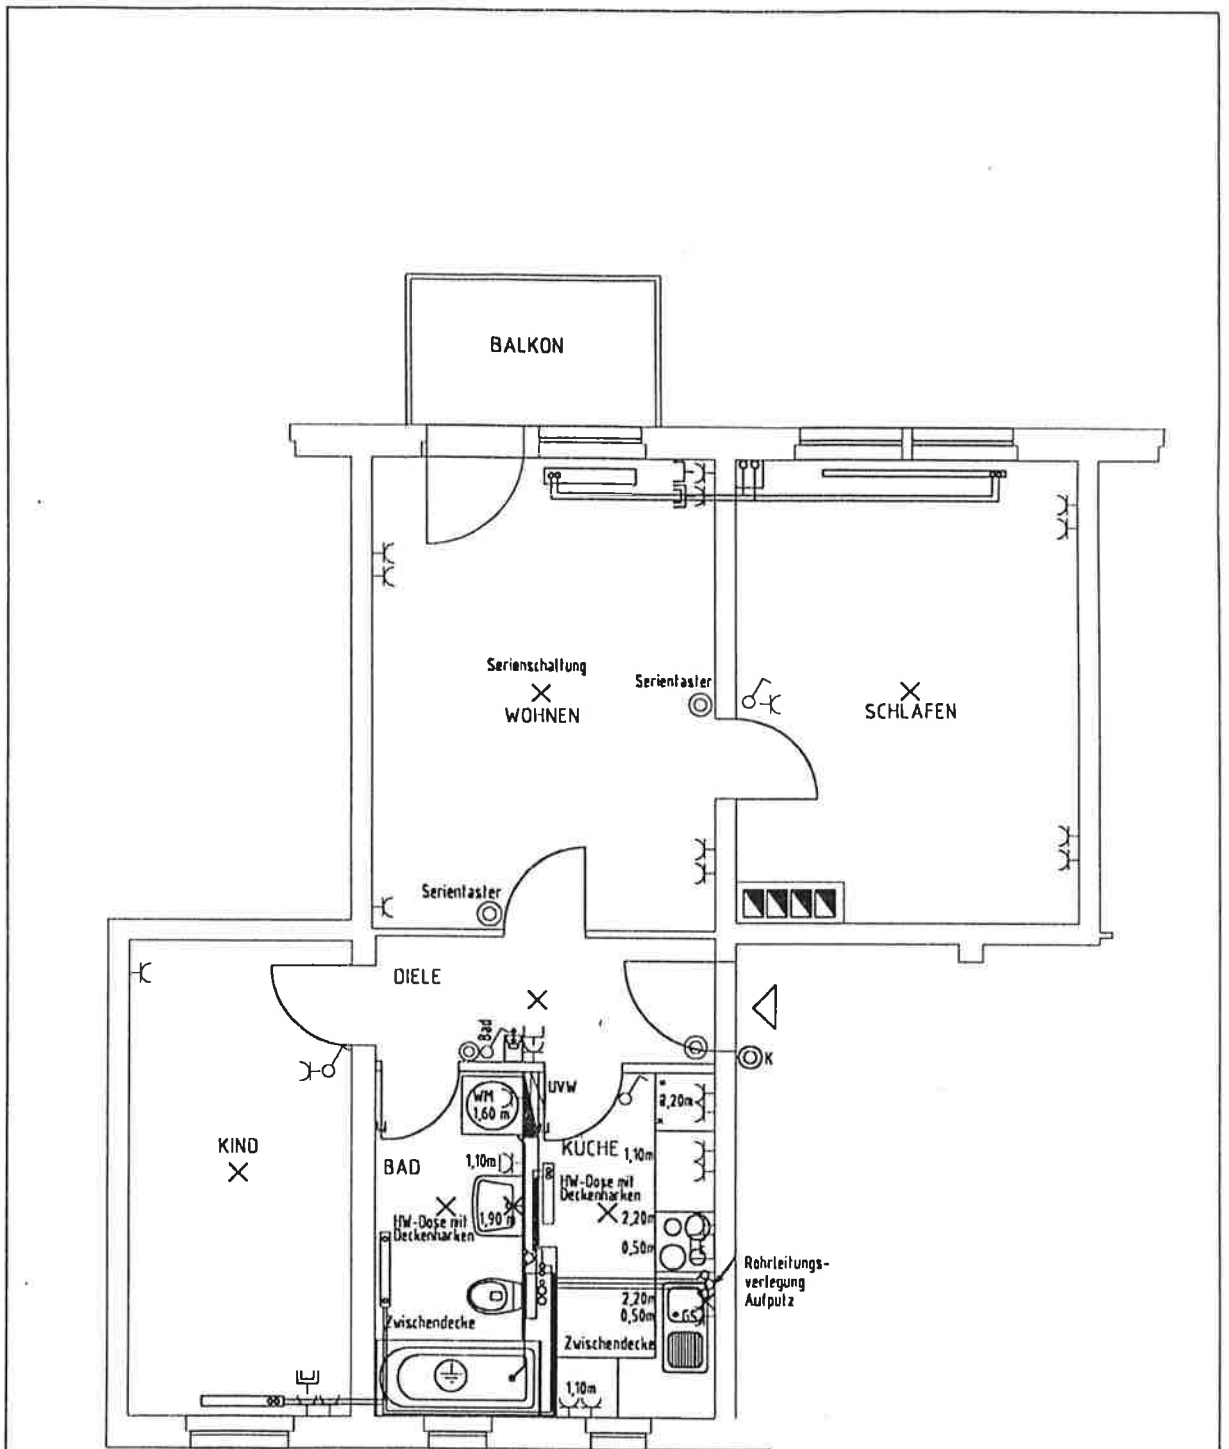 BALKON
Serienschaltung
WOHNEN
Serientaster
SCHLAFEN
Serientaster
DIELE
Bad
K
UVW
WM
1,60 m
2,20m
KIND
BAD
1,10m
KÜCHE
1,10m
HW-Dose mit
Deckenharken
HW-Dose mit
Deckenharken
1,90 m
2,20m
0,50m
Rohrleitungs-
verlegung
Aufputz
2,20m
0,50m
GS
Zwischendecke
Zwischendecke
1,10m